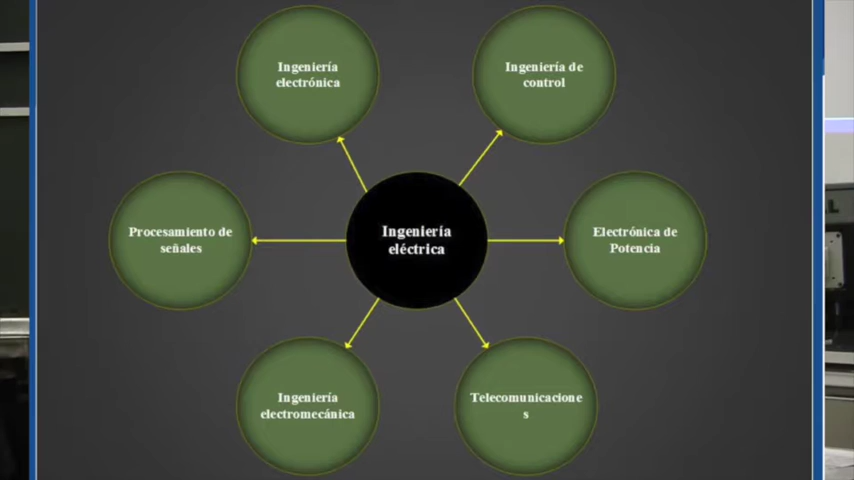 Ingeniería
electrónica
Ingeniería de
control
Procesamiento de
señales
Ingeniería
eléctrica
Electrónica de
Potencia
Ingeniería
electromecánica
Telecomunicacione
s